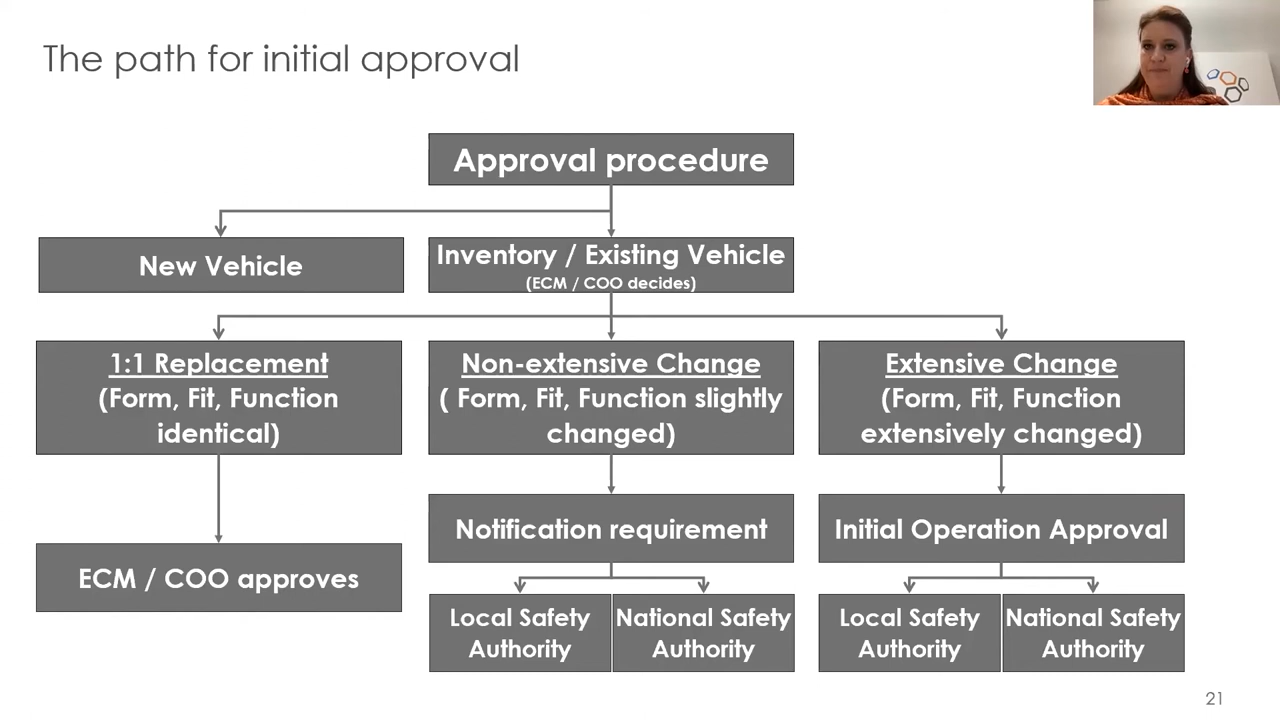 The path for initial approval
Approval procedure
New Vehicle
Inventory / Existing Vehicle
(ECM / COO decides)
1:1 Replacement
(Form, Fit, Function
identical)
Non-extensive Change
( Form, Fit, Function slightly
changed)
Extensive Change
(Form, Fit, Function
extensively changed)
ECM / COO approves
Notification requirement
Initial Operation Approval
Local Safety
Authority
National Safety
Authority
Local Safety
Authority
National Safety
Authority
21